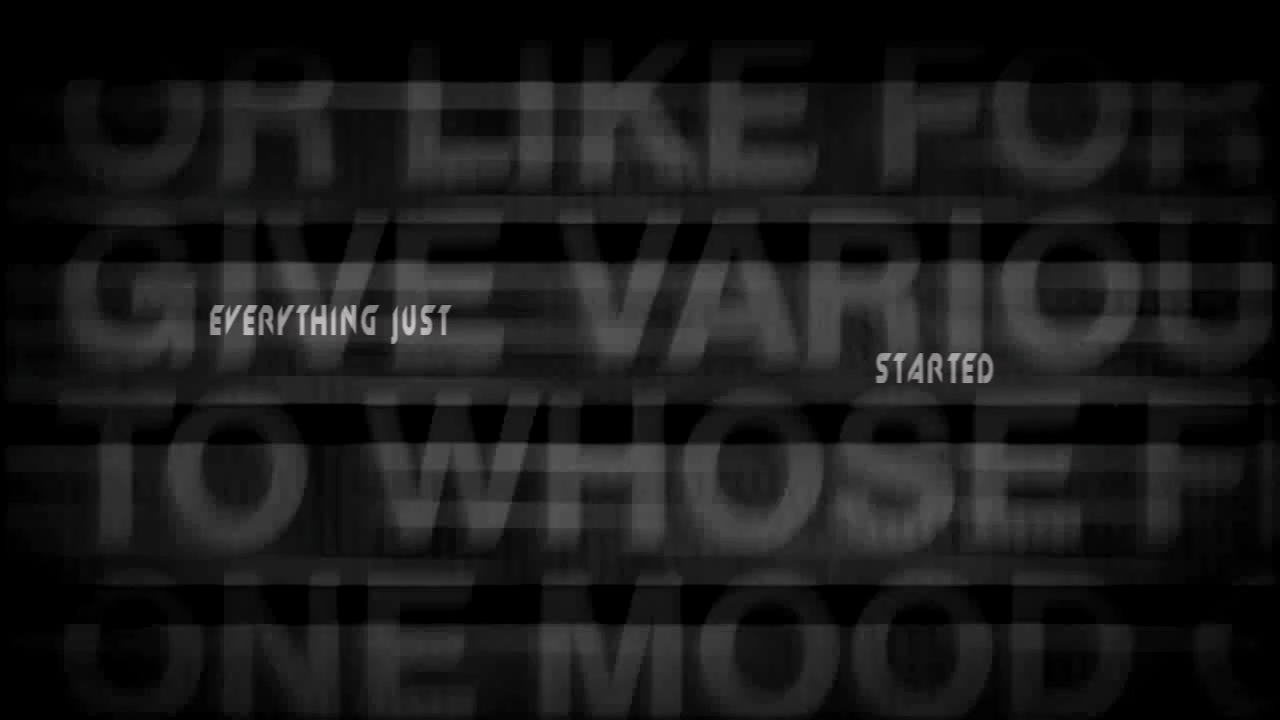 OR LIKE FOR
GIVE VARIOU
EVERYTHING JUST
STARTED
TO WHOSE
ONE MOOD